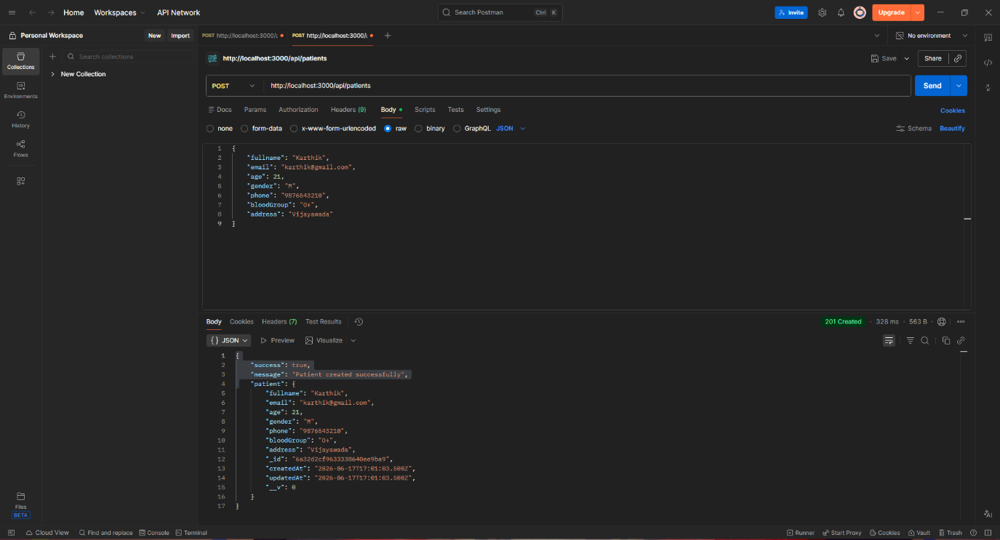 Home Workspaces API Network Search Postman Ctrl K Invite Upgrade
Personal Workspace New Import POST http://localhost:3000/ POST http://localhost:3000/ No environment
Collections
Search collections
http://localhost:3000/api/patients Save Share
New Collection
POST http://localhost:3000/api/patients Send
Environments
Docs Params Authorization Headers (9) Body Scripts Tests Settings Cookies
History
none form-data x-www-form-urlencoded raw binary GraphQL JSON Schema Beautify
Flows
1 {
2 "fullname": "Karthik",
3 "email": "karthik@gmail.com",
4 "age": 21,
5 "gender": "M",
6 "phone": "9876543210",
7 "bloodGroup": "O+",
8 "address": "Vijayawada"
9 }
Body Cookies Headers (7) Test Results 201 Created 328 ms 563 B
{ } JSON Preview Visualize
1 {
2 "success": true,
3 "message": "Patient created successfully",
4 "patient": {
5 "fullname": "Karthik",
6 "email": "karthik@gmail.com",
7 "age": 21,
8 "gender": "M",
9 "phone": "9876543210",
10 "bloodGroup": "O+",
11 "address": "Vijayawada",
12 "_id": "6a32d2cf9633338640ee9ba9",
13 "createdAt": "2026-06-17T17:01:03.500Z",
14 "updatedAt": "2026-06-17T17:01:03.500Z",
15 "__v": 0
16 }
17 }
Files
BETA
AI
Cloud View Find and replace Console Terminal Runner Start Proxy Cookies Vault Trash